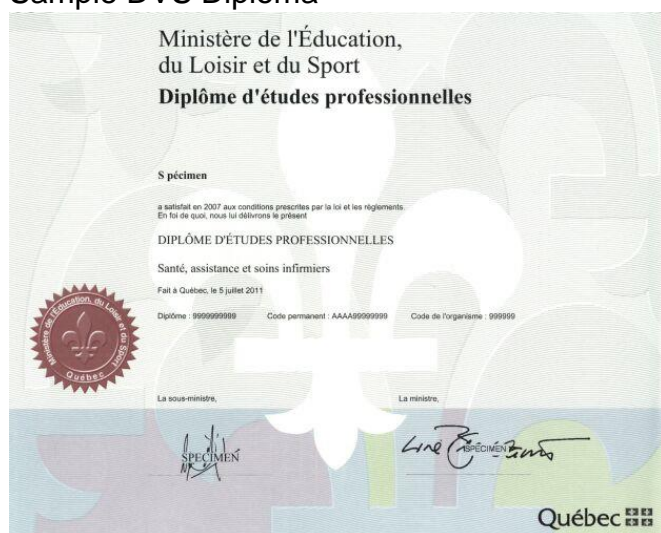 Sample DVS Diploma
Ministère de l'Éducation,
du Loisir et du Sport
Diplôme d'études professionnelles
Spécimen
a satisfait en 2007 aux conditions prescrites par la loi et les règlements.
En foi de quoi, nous lui délivrons le présent
DIPLÔME D'ÉTUDES PROFESSIONNELLES
Santé, assistance et soins infirmiers
Fait à Québec, le 5 juillet 2011
Diplôme : 9999999999 Code permanent : AAAA99999999 Code de l'organisme : 999999
Ministère de l'Éducation, du Loisir et du Sport
Québec
La sous-ministre, La ministre,
SPÉCIMEN SPÉCIMEN
Québec